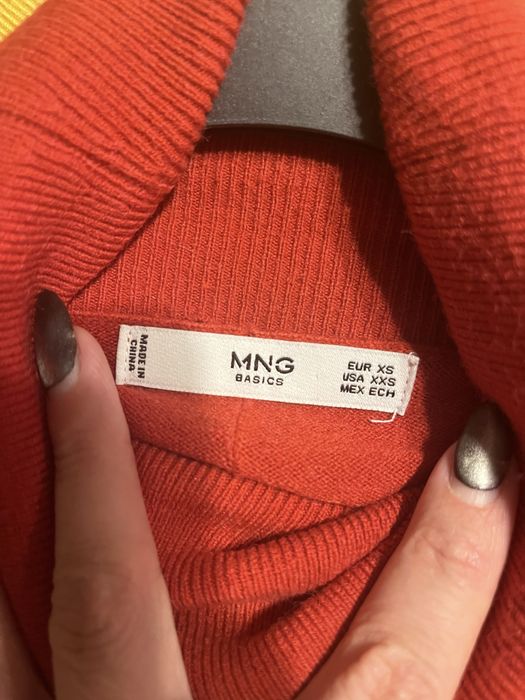 MADE IN
CHINA
MNG
BASICS
EUR XS
USA XXS
MEX ECH